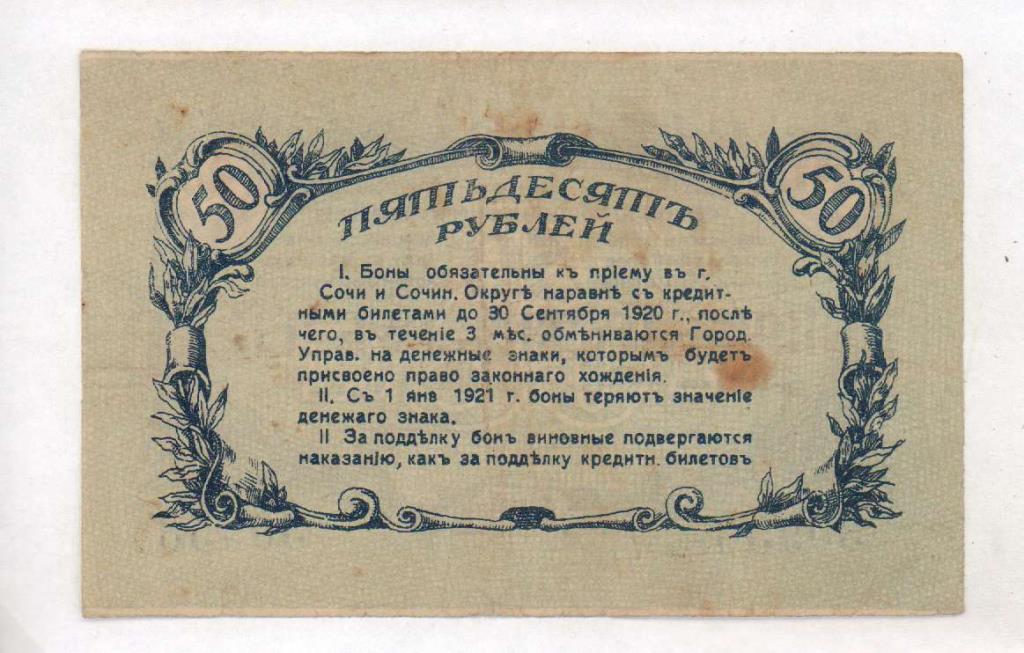 50
50
ПЯТЬДЕСЯТЪ
РУБЛЕЙ
I. Боны обязательны къ пріему въ г.
Сочи и Сочин. Округѣ наравнѣ съ кредит-
ными билетами до 30 Сентября 1920 г., послѣ
чего, въ теченіе 3 мѣс. обмѣниваются Город.
Управ. на денежные знаки, которымъ будетъ
присвоено право законнаго хожденія.
II. Съ 1 янв 1921 г. боны теряютъ значеніе
денежаго знака.
II За поддѣлку бонъ виновные подвергаются
наказанію, какъ за поддѣлку кредитн. билетовъ